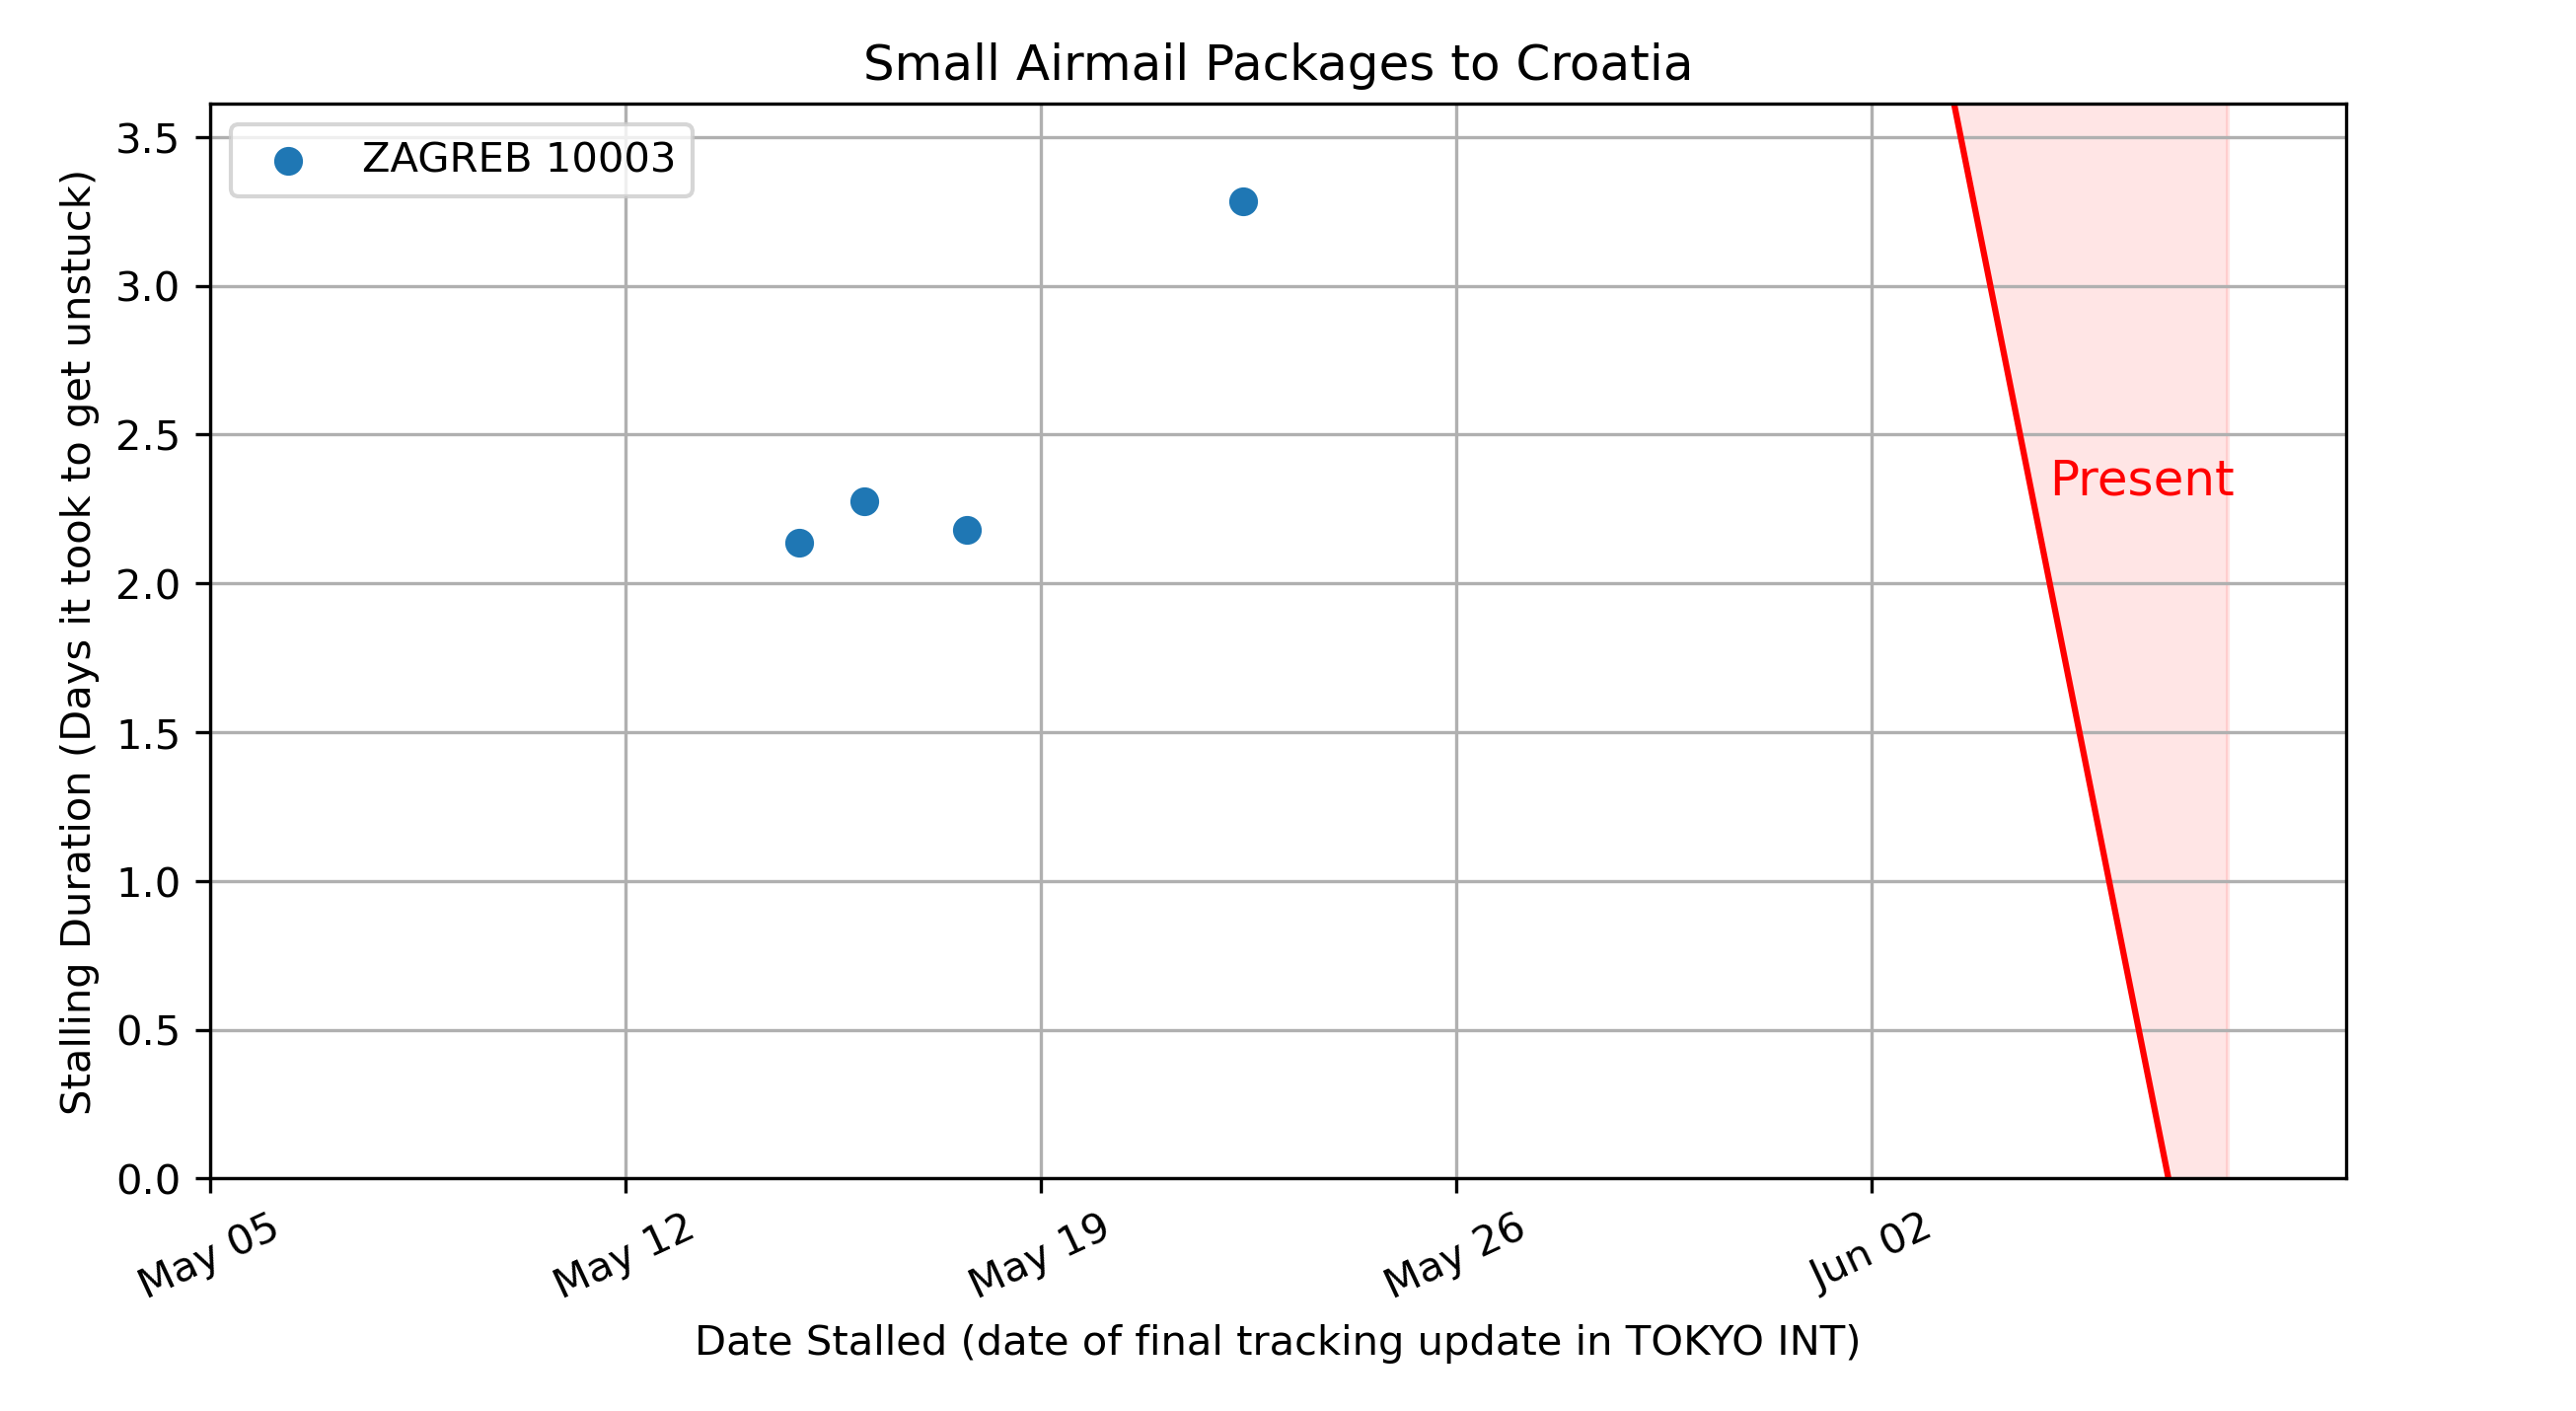 Small Airmail Packages to Croatia
ZAGREB 10003
Stalling Duration (Days it took to get unstuck)
3.5
3.0
2.5
2.0
1.5
1.0
0.5
0.0
Present
May 05
May 12
May 19
May 26
Jun 02
Date Stalled (date of final tracking update in TOKYO INT)